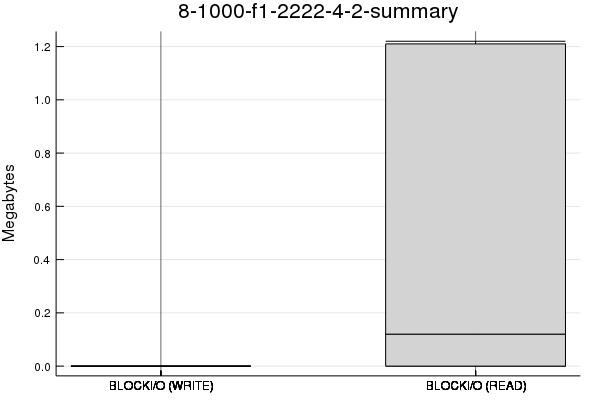 8-1000-f1-2222-4-2-summary
Megabytes
1.2
1.0
0.8
0.6
0.4
0.2
0.0
BLOCKI/O (WRITE)
BLOCKI/O (READ)